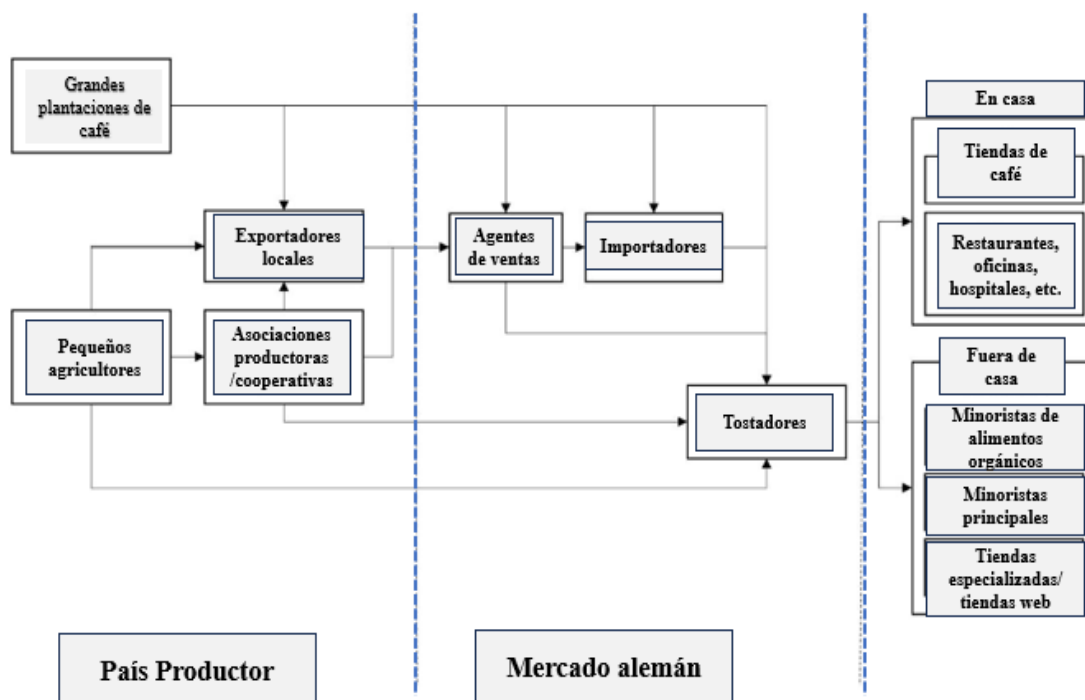 Grandes
plantaciones de
café
Exportadores
locales
Pequeños
agricultores
Asociaciones
productoras
/cooperativas
País Productor
Agentes
de ventas
Importadores
Tostadores
Mercado alemán
En casa
Tiendas de
café
Restaurantes,
oficinas,
hospitales, etc.
Fuera de
casa
Minoristas de
alimentos
orgánicos
Minoristas
principales
Tiendas
especializadas/
tiendas web